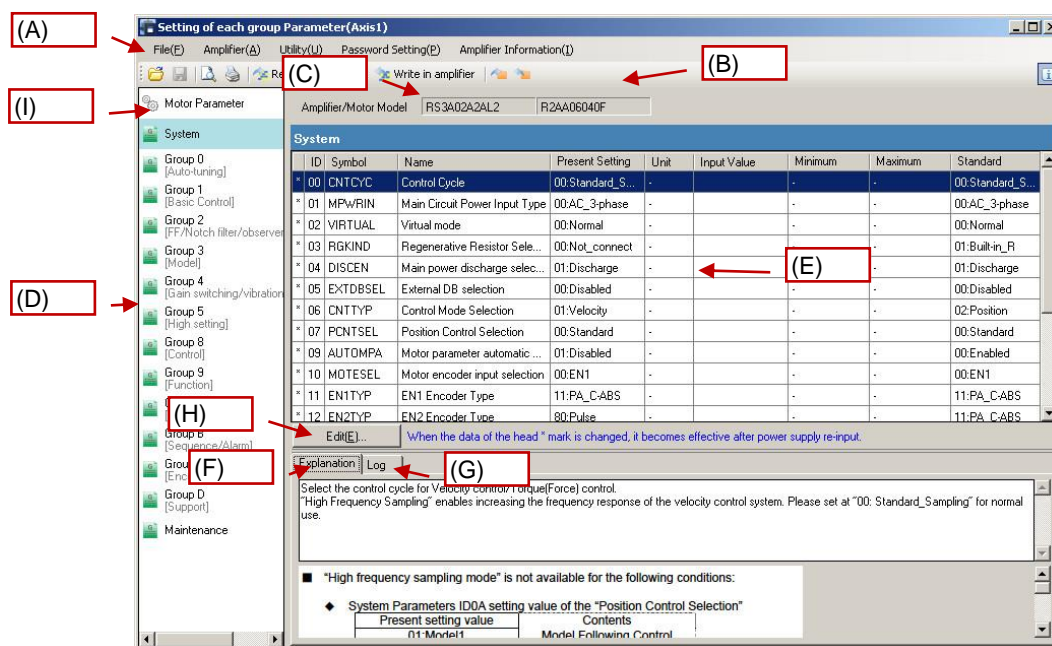 Setting of each group Parameter(Axis1)
(A)
File(F) Amplifier(A) Utility(U) Password Setting(P) Amplifier Information(I)
(B)
(C)
Write in amplifier
(I)
Motor Parameter
Amplifier/Motor Model RS3A02A2AL2 R2AA06040F
System
System
ID Symbol Name Present Setting Unit Input Value Minimum Maximum Standard
* 00 CNTCYC Control Cycle 00:Standard_S... - - - 00:Standard_S...
* 01 MPWRIN Main Circuit Power Input Type 00:AC_3-phase - - - 00:AC_3-phase
* 02 VIRTUAL Virtual mode 00:Normal - - - 00:Normal
* 03 RGKIND Regenerative Resistor Sele... 00:Not_connect - - - 01:Built-in_R
* 04 DISCEN Main power discharge selec... 01:Discharge - - - 01:Discharge
* 05 EXTDBSEL External DB selection 00:Disabled - - - 00:Disabled
* 06 CNTTYP Control Mode Selection 01:Velocity - - - 02:Position
* 07 PCNTSEL Position Control Selection 00:Standard - - - 00:Standard
* 09 AUTOMPA Motor parameter automatic ... 01:Disabled - - - 00:Enabled
* 10 MOTESEL Motor encoder input selection 00:EN1 - - - 00:EN1
* 11 EN1TYP EN1 Encoder Type 11:PA_C-ABS - - - 11:PA_C-ABS
* 12 EN2TYP EN2 Encoder Type 80:Pulse - - - 11:PA_C-ABS
(E)
Group 0
[Auto-tuning]
Group 1
[Basic Control]
Group 2
[FF/Notch filter/observer
Group 3
[Model]
Group 4
[Gain switching/vibration
(D)
Group 5
[High setting]
Group 8
[Control]
Group 9
[Function]
(H)
Group B
[Sequence/Alarm]
(F)
Group D
[Support]
Maintenance
Edit(E)... When the data of the head * mark is changed, it becomes effective after power supply re-input.
Explanation Log
(G)
Select the control cycle for Velocity control/Torque(Force) control.
"High Frequency Sampling" enables increasing the frequency response of the velocity control system. Please set at "00: Standard_Sampling" for normal
use.
■ "High frequency sampling mode" is not available for the following conditions:
◆ System Parameters ID0A setting value of the "Position Control Selection"
Present setting value Contents
01:Model1 Model Following Control